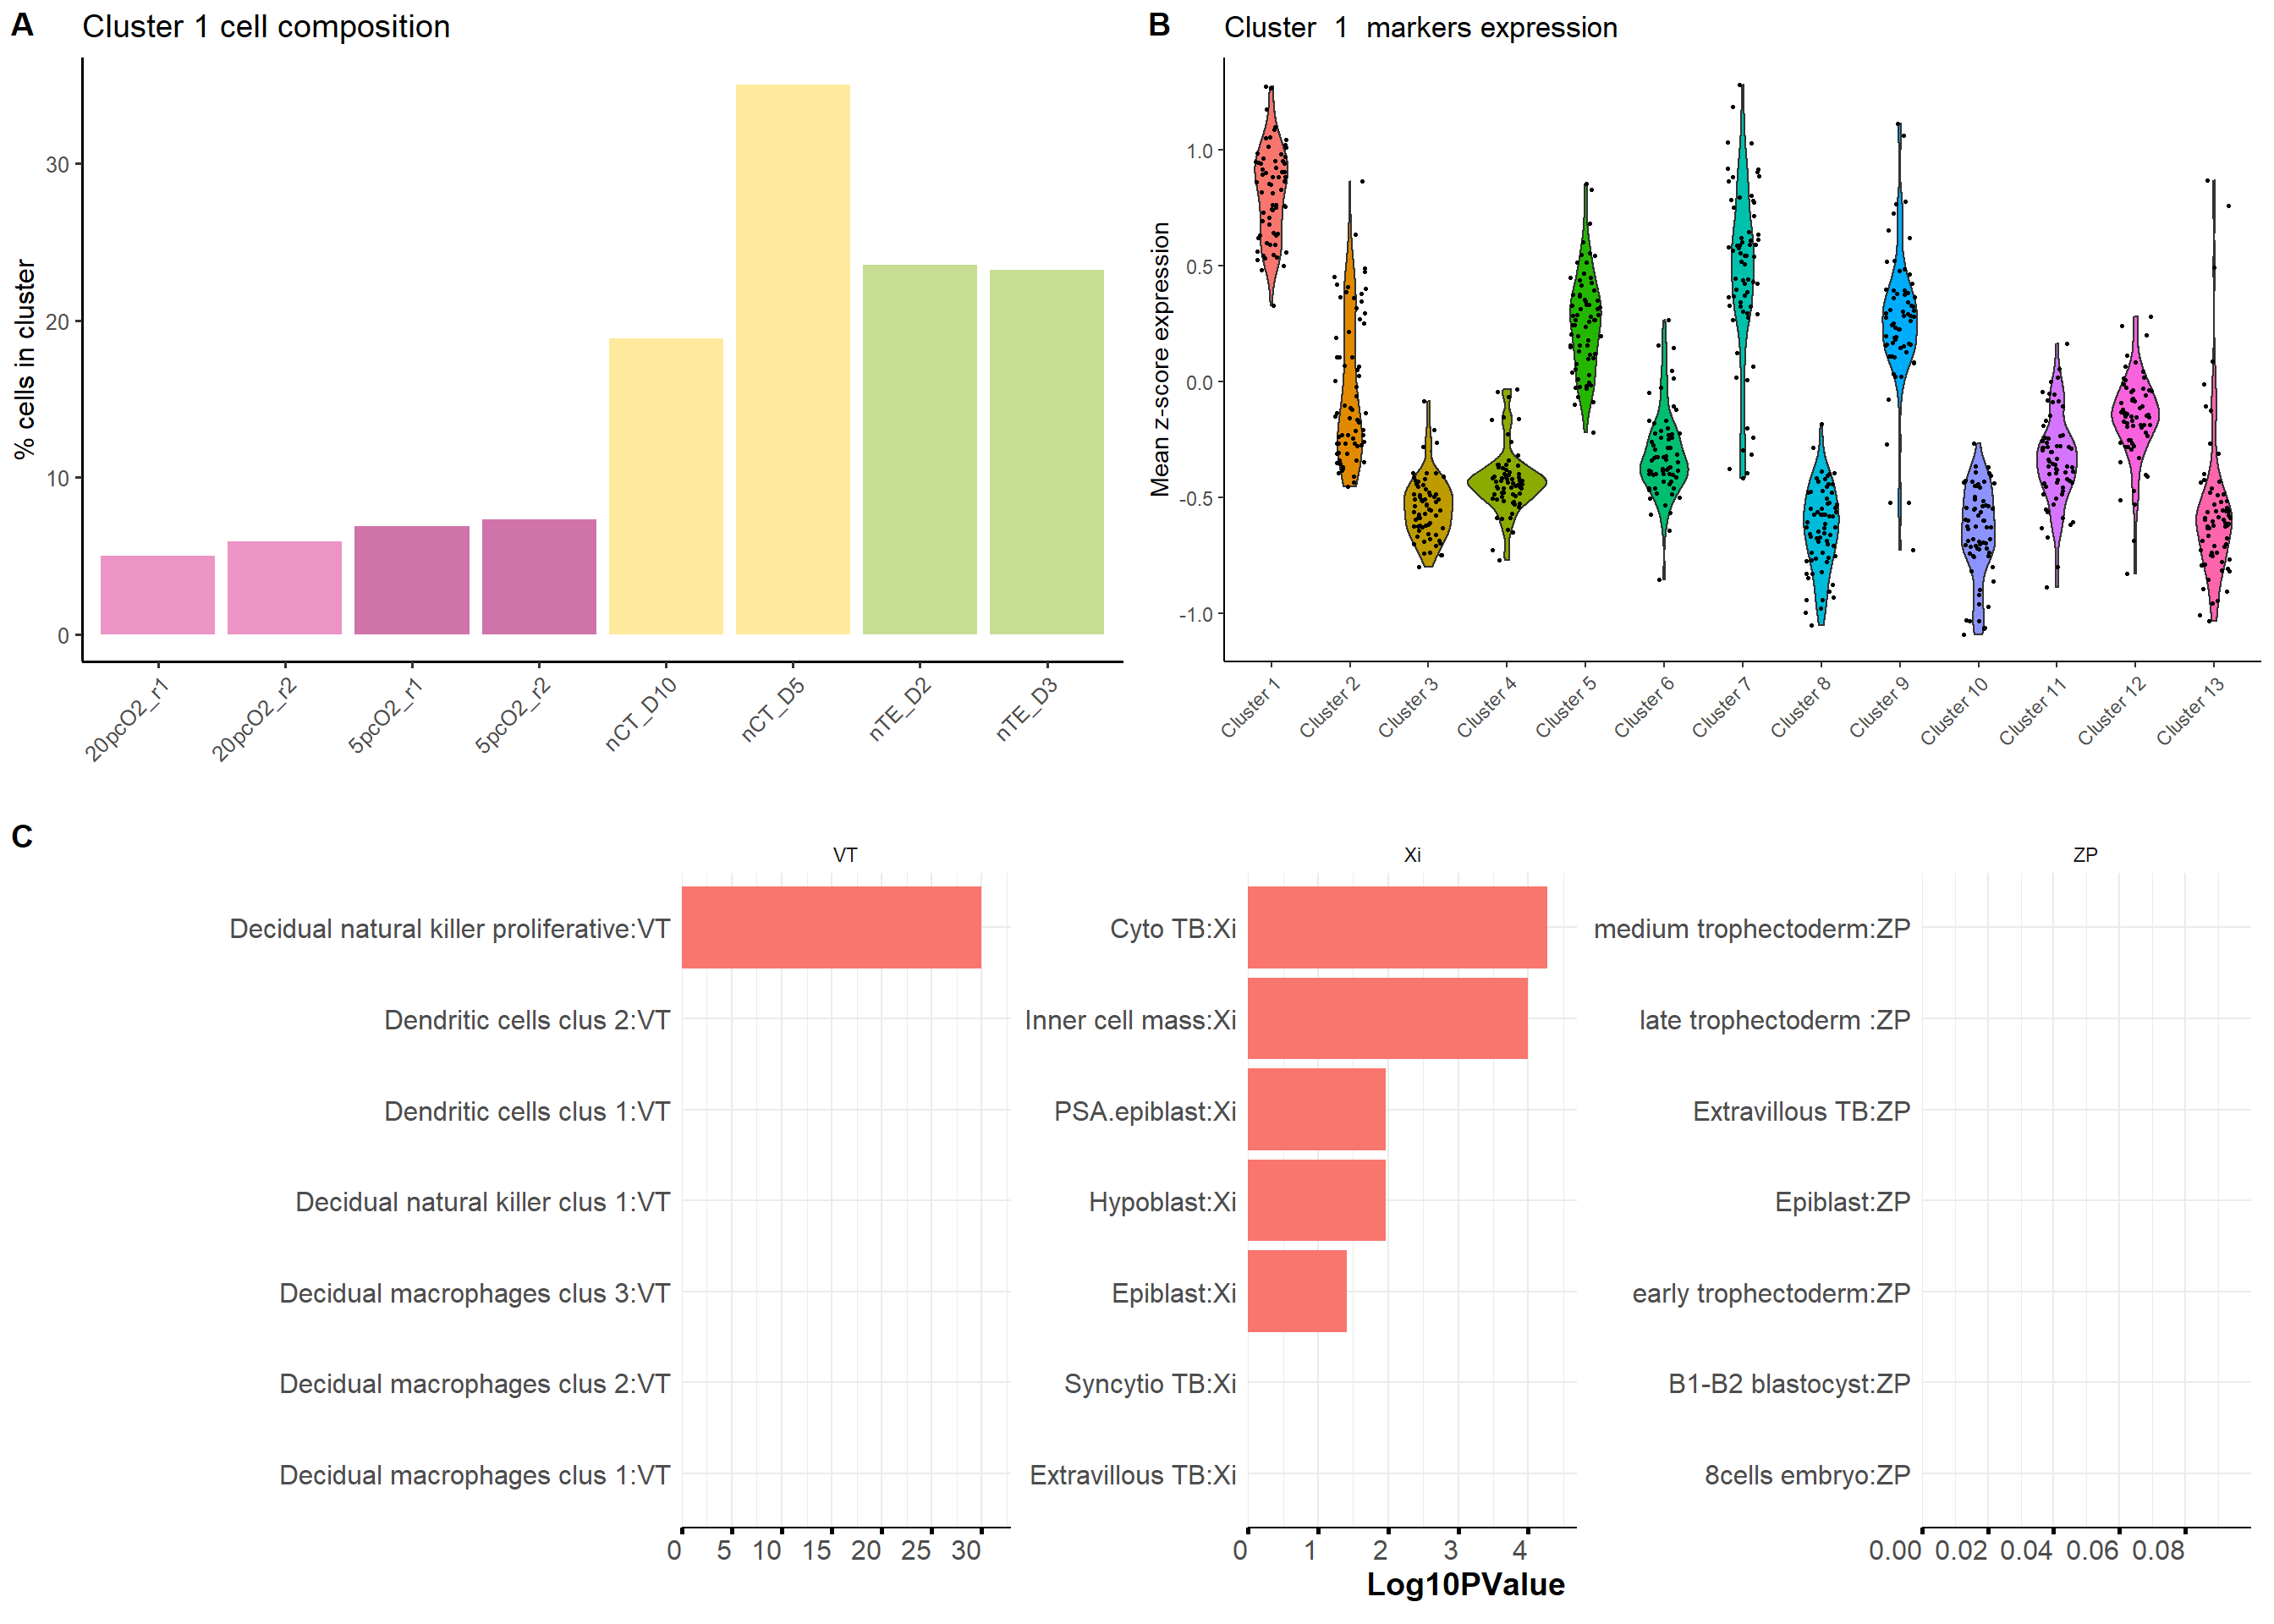 A
Cluster 1 cell composition
% cells in cluster
30
20
10
0
20pcO2_r1
20pcO2_r2
5pcO2_r1
5pcO2_r2
nCT_D10
nCT_D5
nTE_D2
nTE_D3
B
Cluster 1 markers expression
Mean z-score expression
1.0
0.5
0.0
-0.5
-1.0
Cluster 1
Cluster 2
Cluster 3
Cluster 4
Cluster 5
Cluster 6
Cluster 7
Cluster 8
Cluster 9
Cluster 10
Cluster 11
Cluster 12
Cluster 13
C
VT
Decidual natural killer proliferative:VT
Dendritic cells clus 2:VT
Dendritic cells clus 1:VT
Decidual natural killer clus 1:VT
Decidual macrophages clus 3:VT
Decidual macrophages clus 2:VT
Decidual macrophages clus 1:VT
0 5 10 15 20 25 30
Xi
Cyto TB:Xi
Inner cell mass:Xi
PSA.epiblast:Xi
Hypoblast:Xi
Epiblast:Xi
Syncytio TB:Xi
Extravillous TB:Xi
0 1 2 3 4
ZP
medium trophectoderm:ZP
late trophectoderm :ZP
Extravillous TB:ZP
Epiblast:ZP
early trophectoderm:ZP
B1-B2 blastocyst:ZP
8cells embryo:ZP
0.00 0.02 0.04 0.06 0.08
Log10PValue